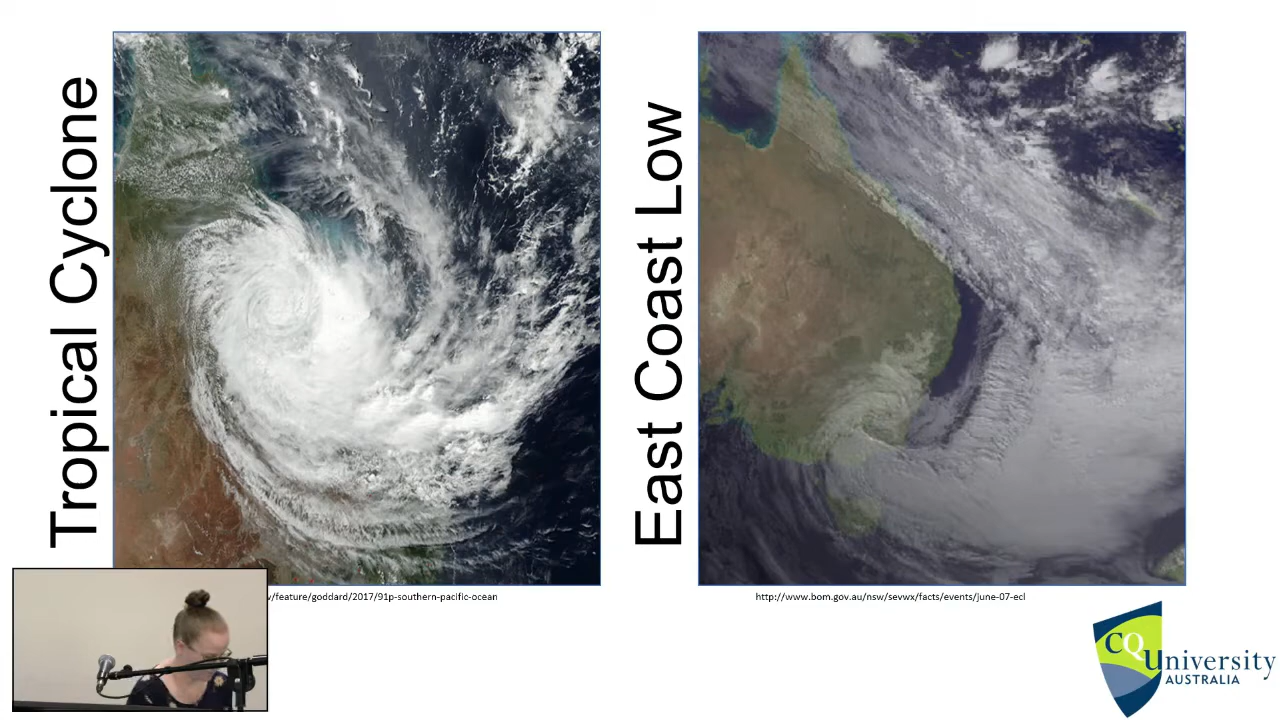 Tropical Cyclone
East Coast Low
/feature/goddard/2017/91p-southern-pacific-ocean
http://www.bom.gov.au/nsw/sevwx/facts/events/june-07-ecl
CQUniversity
AUSTRALIA